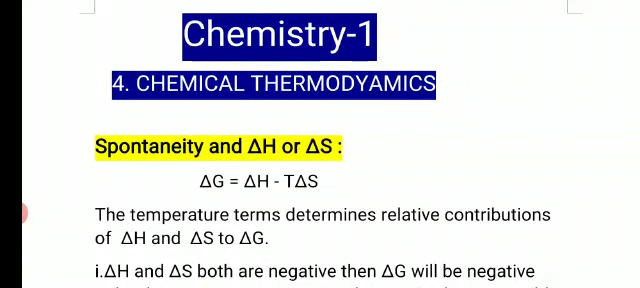 Chemistry-1
4. CHEMICAL THERMODYAMICS
Spontaneity and ΔH or ΔS :
ΔG = ΔH - TΔS
The temperature terms determines relative contributions
of ΔH and ΔS to ΔG.
i.ΔH and ΔS both are negative then ΔG will be negative